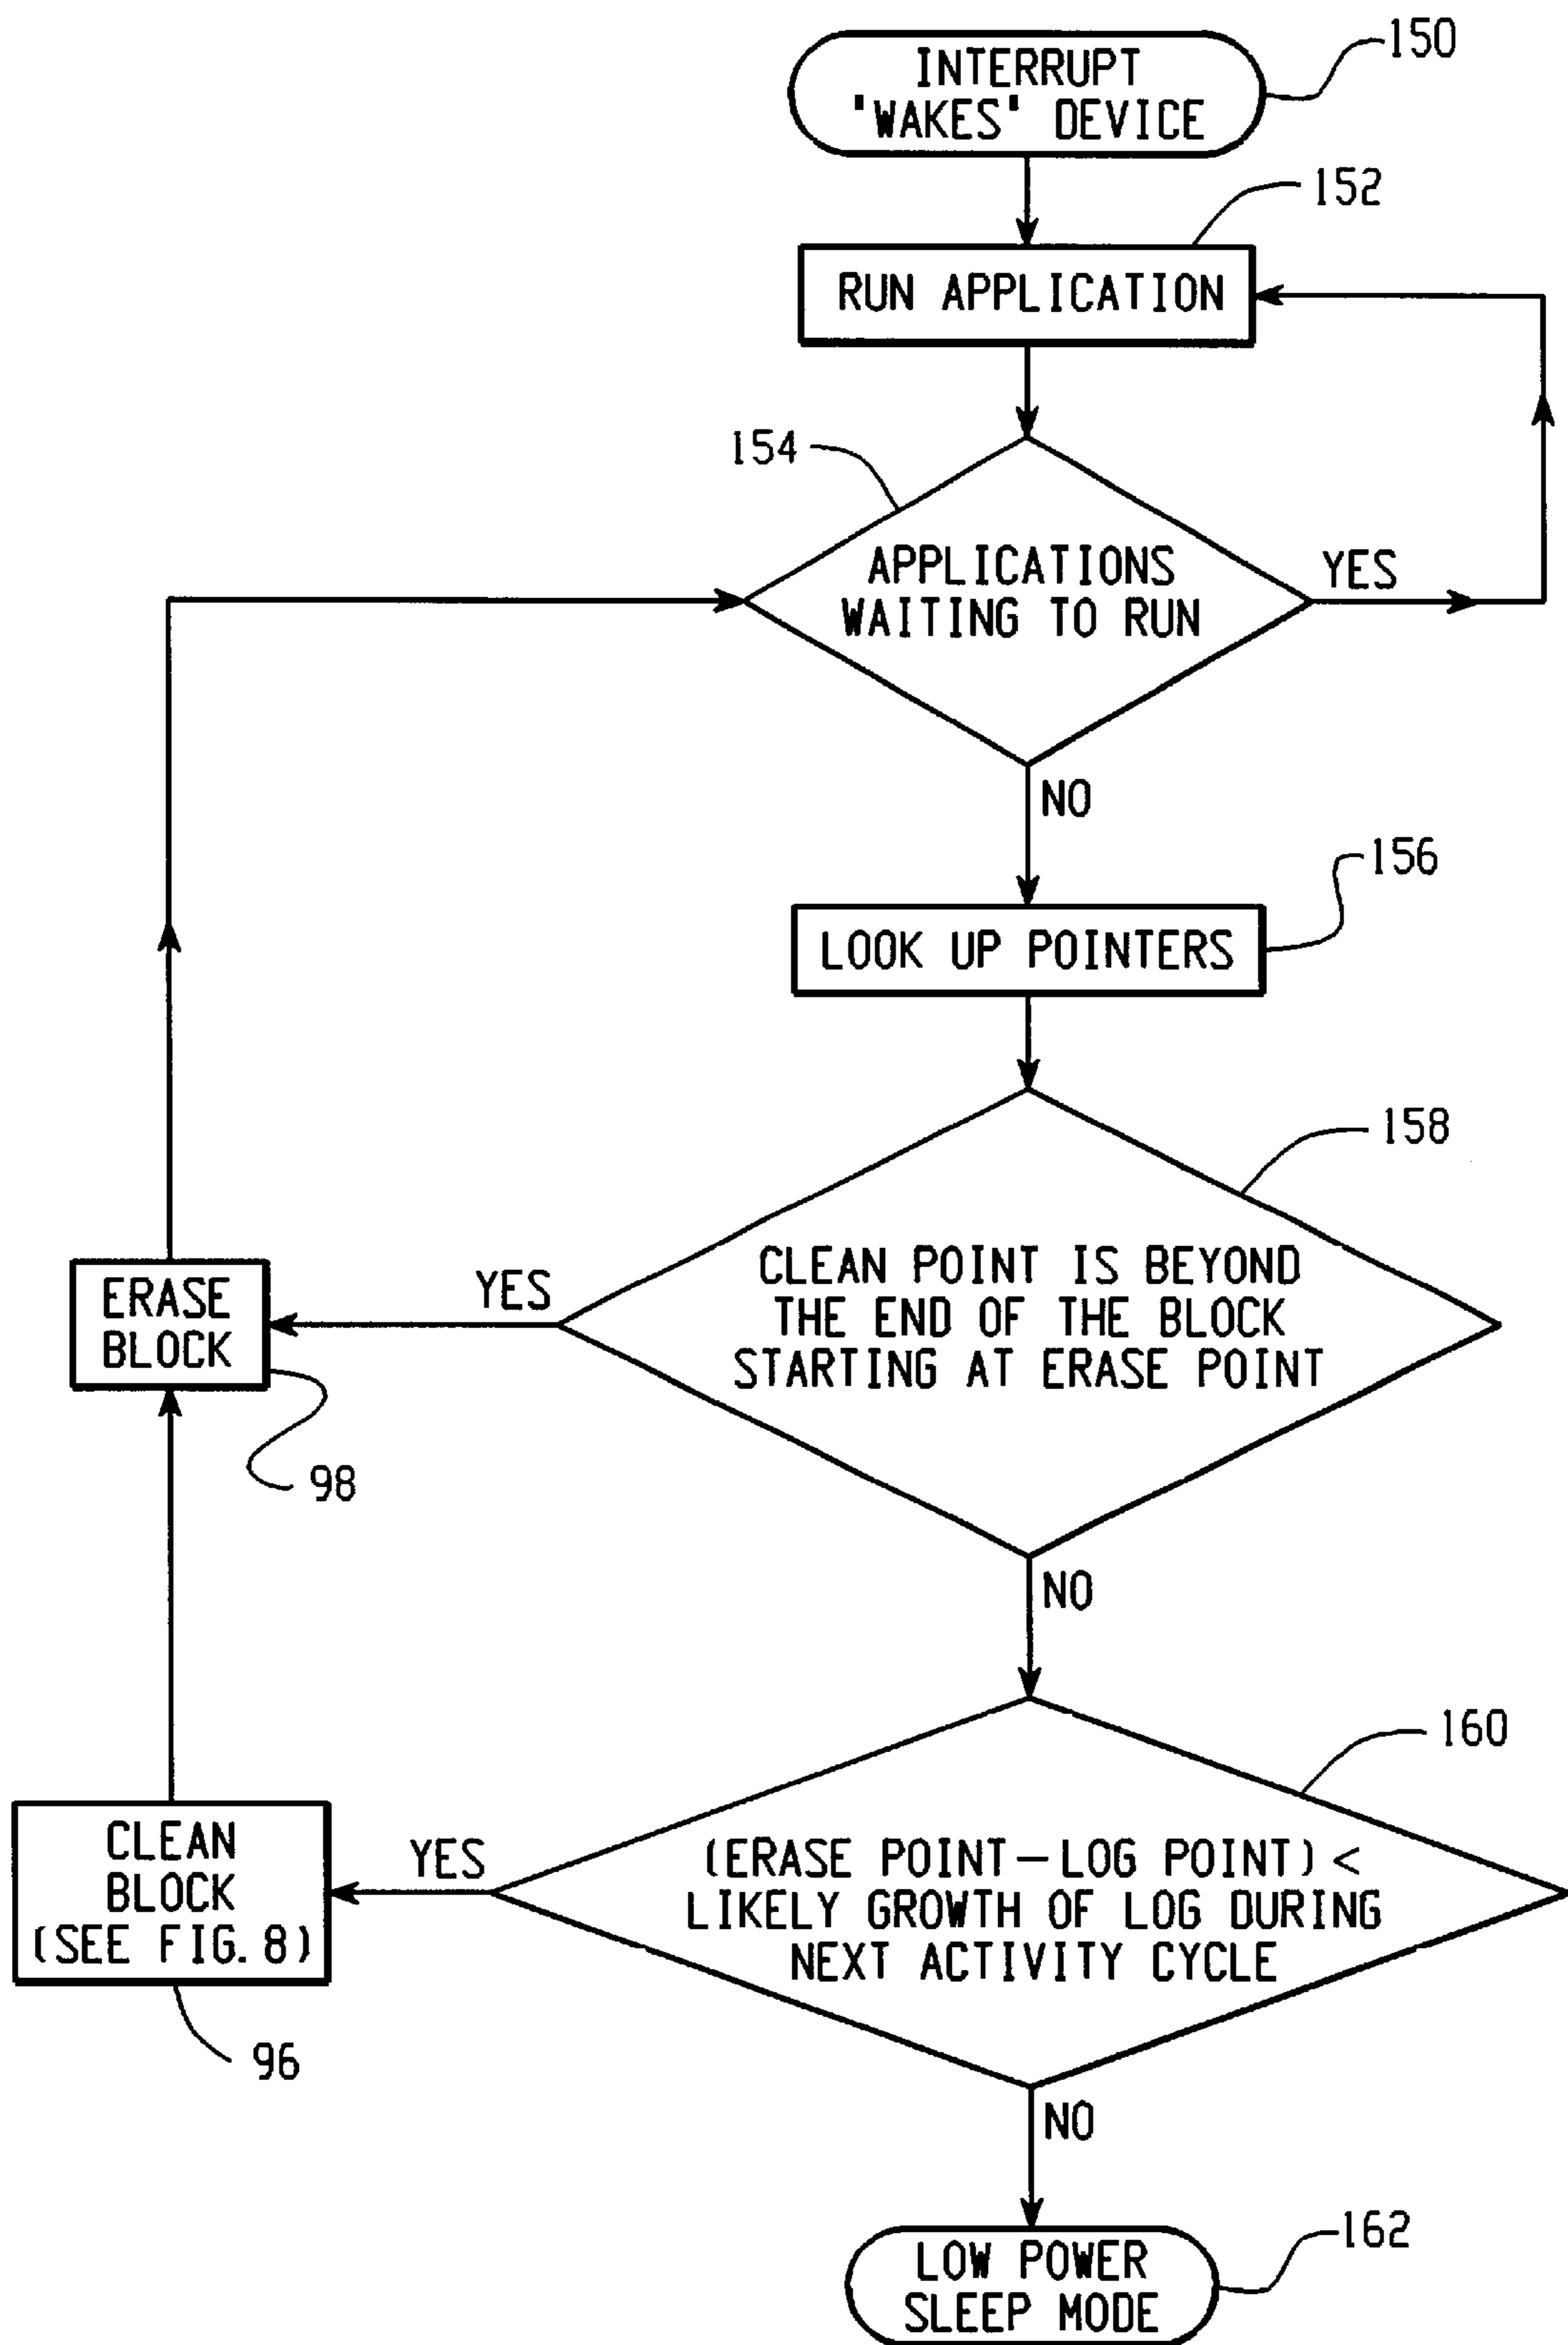 INTERRUPT
'WAKES' DEVICE
150
152
RUN APPLICATION
154
APPLICATIONS
WAITING TO RUN
YES
NO
156
LOOK UP POINTERS
158
CLEAN POINT IS BEYOND
THE END OF THE BLOCK
STARTING AT ERASE POINT
YES
ERASE
BLOCK
98
NO
160
(ERASE POINT–LOG POINT) <
LIKELY GROWTH OF LOG DURING
NEXT ACTIVITY CYCLE
YES
CLEAN
BLOCK
(SEE FIG. 8)
96
NO
162
LOW POWER
SLEEP MODE